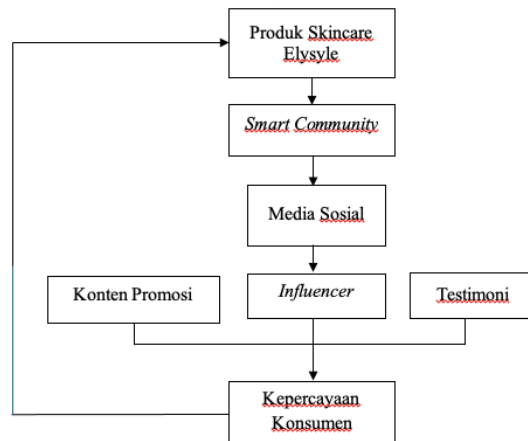 Produk Skincare
Elysyle
Smart Community
Media Sosial
Konten Promosi
Influencer
Testimoni
Kepercayaan
Konsumen